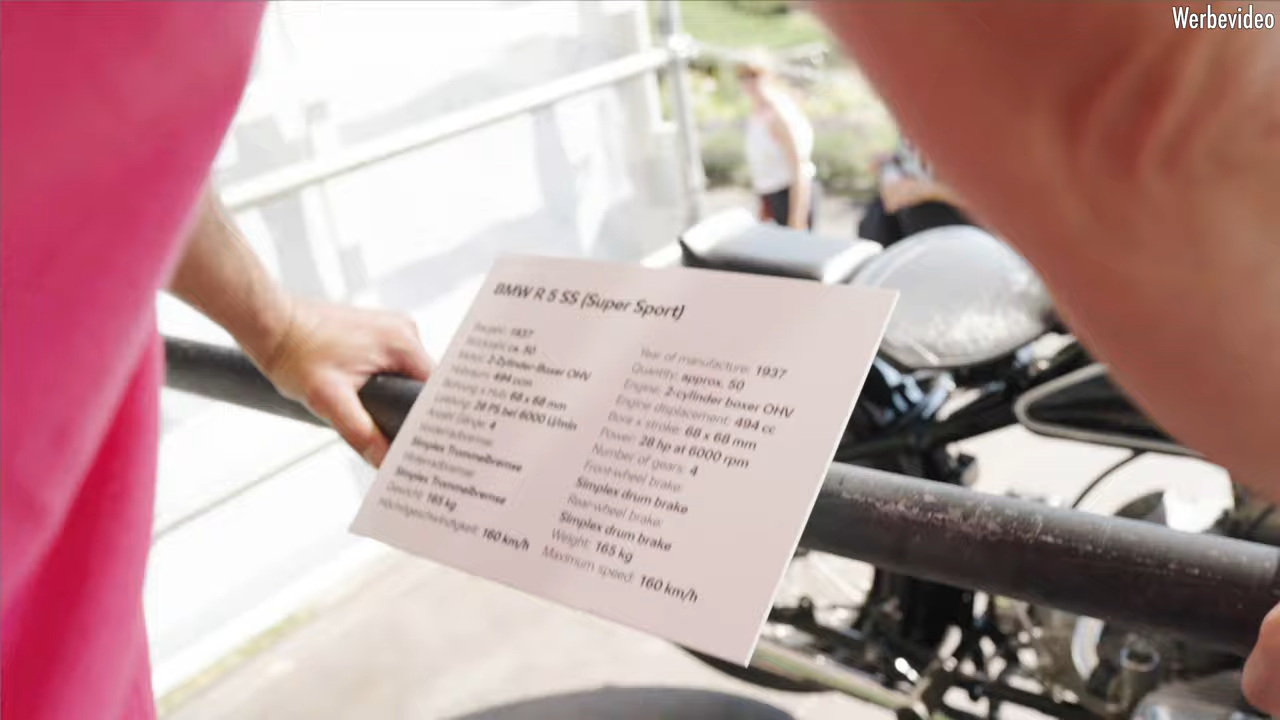 Werbevideo
BMW R 5 SS (Super Sport)
Baujahr: 1937
Stückzahl: ca. 50
Motor: 2-Cylinder-Boxer OHV
Hubraum: 494 ccm
Bohrung x Hub: 68 x 68 mm
Leistung: 28 PS bei 6000 U/min
Anzahl Gänge: 4
Vorderradbremse:
Simplex Trommelbremse
Hinterradbremse:
Simplex Trommelbremse
Gewicht: 165 kg
Höchstgeschwindigkeit: 160 km/h
Year of manufacture: 1937
Quantity: approx. 50
Engine: 2-cylinder boxer OHV
Engine displacement: 494 cc
Bore x stroke: 68 x 68 mm
Power: 28 hp at 6000 rpm
Number of gears: 4
Front-wheel brake:
Simplex drum brake
Rear-wheel brake:
Simplex drum brake
Weight: 165 kg
Maximum speed: 160 km/h